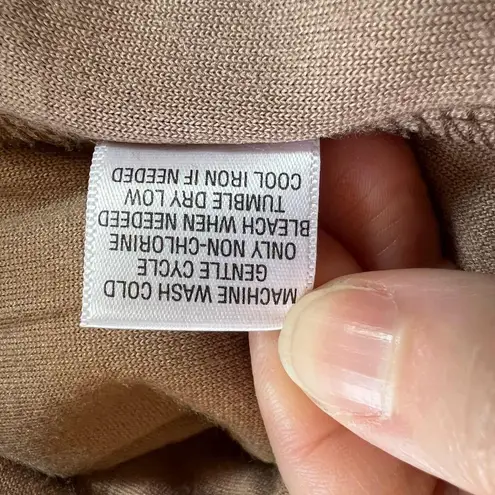 MACHINE WASH COLD
GENTLE CYCLE
ONLY NON-CHLORINE
BLEACH WHEN NEEDEED
TUMBLE DRY LOW
COOL IRON IF NEEDED